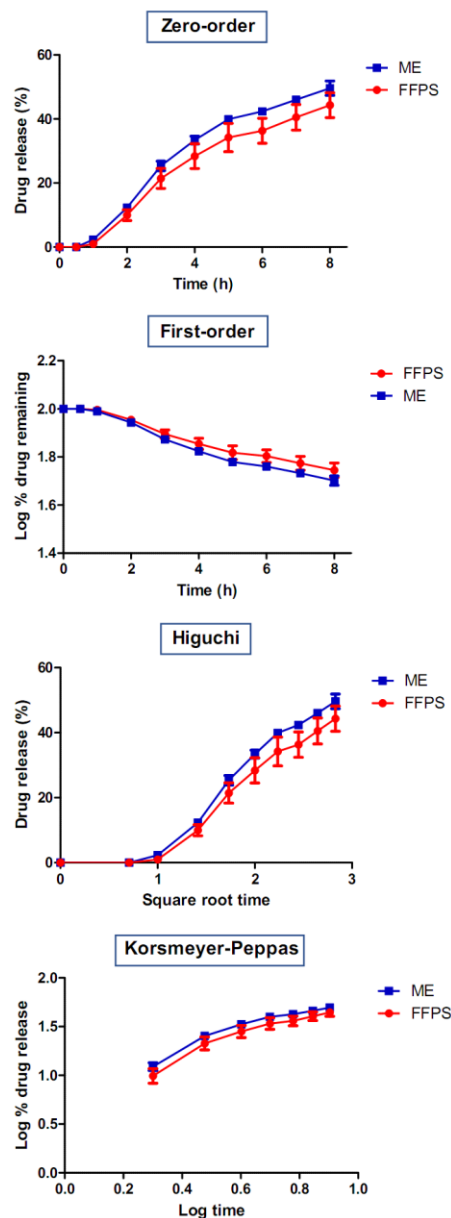 Zero-order
ME
FFPS
Drug release (%)
60
40
20
0
0 2 4 6 8
Time (h)
First-order
FFPS
ME
Log % drug remaining
2.2
2.0
1.8
1.6
1.4
0 2 4 6 8
Time (h)
Higuchi
ME
FFPS
Drug release (%)
60
40
20
0
0 1 2 3
Square root time
Korsmeyer-Peppas
ME
FFPS
Log % drug release
2.0
1.5
1.0
0.5
0.0
0.0 0.2 0.4 0.6 0.8 1.0
Log time